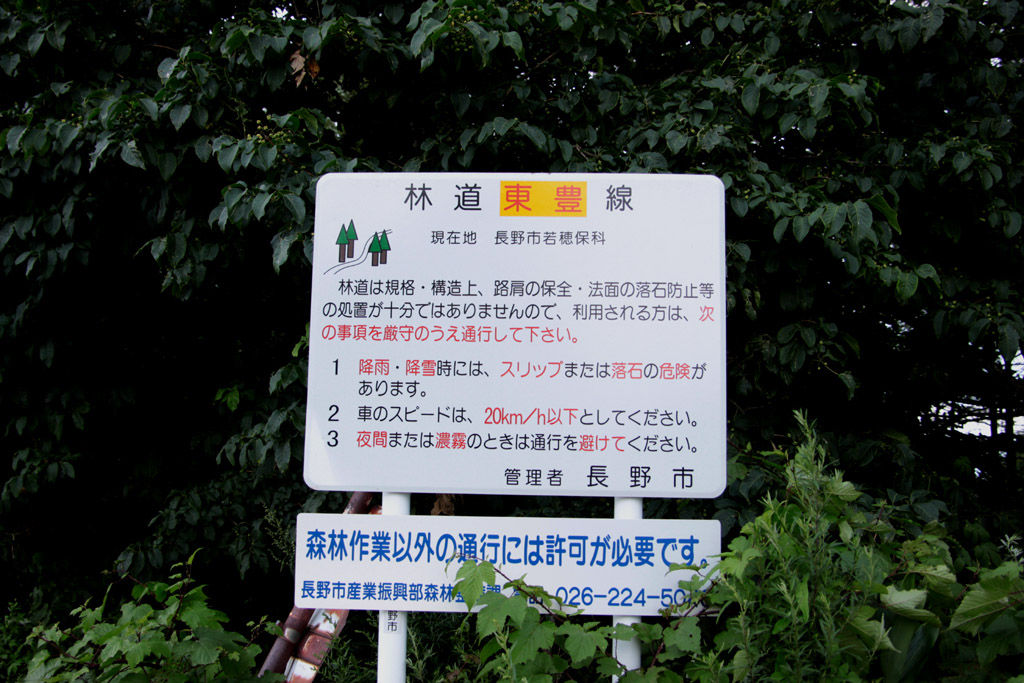 林道東豊線
現在地 長野市若穂保科
林道は規格・構造上、路肩の保全・法面の落石防止等
の処置が十分ではありませんので、利用される方は、次
の事項を厳守のうえ通行して下さい。
1 降雨・降雪時には、スリップまたは落石の危険が
あります。
2 車のスピードは、20km/h以下としてください。
3 夜間または濃霧のときは通行を避けてください。
管理者 長野市
森林作業以外の通行には許可が必要です。
長野市産業振興部森林 026-224-50
野市